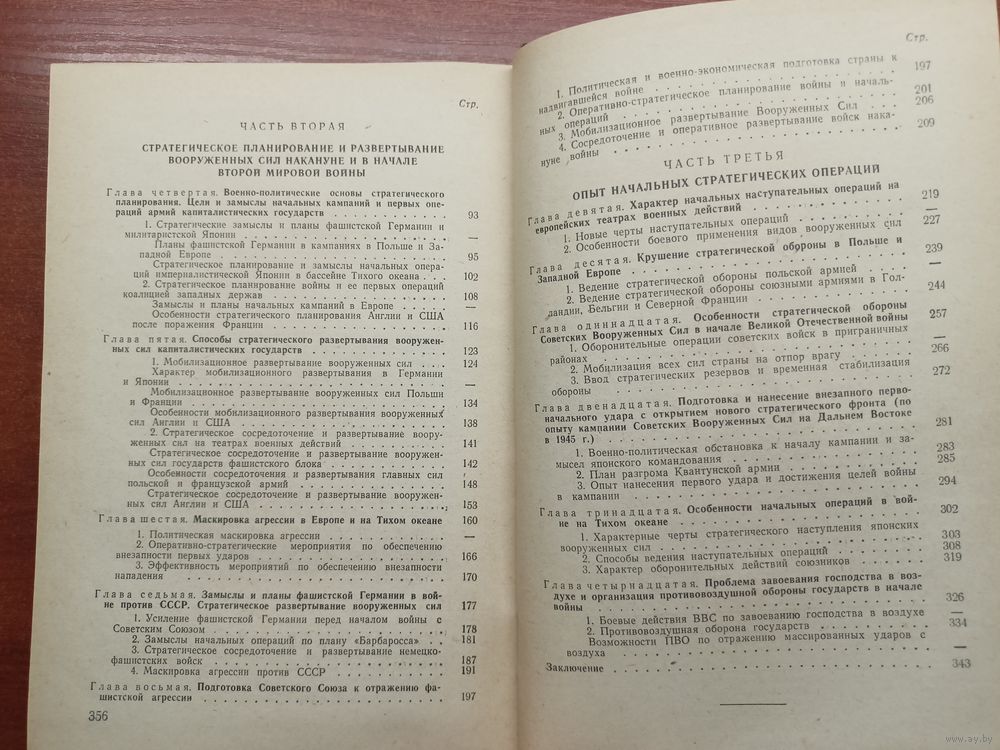 Стр.
ЧАСТЬ ВТОРАЯ
СТРАТЕГИЧЕСКОЕ ПЛАНИРОВАНИЕ И РАЗВЕРТЫВАНИЕ
ВООРУЖЕННЫХ СИЛ НАКАНУНЕ И В НАЧАЛЕ
ВТОРОЙ МИРОВОЙ ВОЙНЫ
Глава четвертая. Военно-политические основы стратегического
планирования. Цели и замыслы начальных кампаний и первых опе-
раций армий капиталистических государств . . . . . . . . . . 93
1. Стратегические замыслы и планы фашистской Германии и
милитаристской Японии . . . . . . . . . . —
Планы фашистской Германии в кампаниях в Польше и За-
падной Европе . . . . . . . . . . 95
Стратегическое планирование и замыслы начальных опера-
ций империалистической Японии в бассейне Тихого океана . . . 102
2. Стратегическое планирование войны и ее первых операций
коалицией западных держав . . . . . . . . . . 108
Замыслы и планы начальных кампаний в Европе . . . . . —
Особенности стратегического планирования Англии и США
после поражения Франции . . . . . . . . . . 116
Глава пятая. Способы стратегического развертывания вооружен-
ных сил капиталистических государств . . . . . . . . . . 123
1. Мобилизационное развертывание вооруженных сил . . . . 124
Характер мобилизационного развертывания в Германии
и Японии . . . . . . . . . . —
Мобилизационное развертывание вооруженных сил Польши
и Франции . . . . . . . . . . 134
Особенности мобилизационного развертывания вооруженных
сил Англии и США . . . . . . . . . . 138
2. Стратегическое сосредоточение и развертывание воору-
женных сил на театрах военных действий . . . . . . . 141
Стратегическое сосредоточение и развертывание вооружен-
ных сил государств фашистского блока . . . . . . . . 142
Особенности сосредоточения и развертывания главных сил
польской и французской армий . . . . . . . . . . 148
Стратегическое сосредоточение и развертывание вооружен-
ных сил Англии и США . . . . . . . . . . 153
Глава шестая. Маскировка агрессии в Европе и на Тихом океане 160
1. Политическая маскировка агрессии . . . . . . . . . . —
2. Оперативно-стратегические мероприятия по обеспечению
внезапности первых ударов . . . . . . . . . . 166
3. Эффективность мероприятий по обеспечению внезапности
нападения . . . . . . . . . . 170
Глава седьмая. Замыслы и планы фашистской Германии в вой-
не против СССР. Стратегическое развертывание вооруженных сил 177
1. Усиление фашистской Германии перед началом войны с
Советским Союзом . . . . . . . . . . 178
2. Замыслы начальных операций по плану «Барбаросса» . . 181
3. Стратегическое сосредоточение и развертывание немецко-
фашистских войск . . . . . . . . . . 187
4. Маскировка агрессии против СССР . . . . . . . . . . 191
Глава восьмая. Подготовка Советского Союза к отражению фа-
шистской агрессии . . . . . . . . . . 197
356
Стр.
1. Политическая и военно-экономическая подготовка страны к
надвигавшейся войне . . . . . . . . . . 197
2. Оперативно-стратегическое планирование войны и началь-
ных операций . . . . . . . . . . 201
3. Мобилизационное развертывание Вооруженных Сил . . . 206
4. Сосредоточение и оперативное развертывание войск нака-
нуне войны . . . . . . . . . . 209
ЧАСТЬ ТРЕТЬЯ
ОПЫТ НАЧАЛЬНЫХ СТРАТЕГИЧЕСКИХ ОПЕРАЦИЙ
Глава девятая. Характер начальных наступательных операций на
европейских театрах военных действий . . . . . . . . . . 219
1. Новые черты наступательных операций . . . . . . . . —
2. Особенности боевого применения видов вооруженных сил 227
Глава десятая. Крушение стратегической обороны в Польше и
Западной Европе . . . . . . . . . . 239
1. Ведение стратегической обороны польской армией . . . . —
2. Ведение стратегической обороны союзными армиями в Гол-
ландии, Бельгии и Северной Франции . . . . . . . . . . 244
Глава одиннадцатая. Особенности стратегической обороны
Советских Вооруженных Сил в начале Великой Отечественной войны 257
1. Оборонительные операции советских войск в приграничных
районах . . . . . . . . . . —
2. Мобилизация всех сил страны на отпор врагу . . . . . 266
3. Ввод стратегических резервов и временная стабилизация
обороны . . . . . . . . . . 272
Глава двенадцатая. Подготовка и нанесение внезапного перво-
начального удара с открытием нового стратегического фронта (по
опыту кампании Советских Вооруженных Сил на Дальнем Востоке
в 1945 г.) . . . . . . . . . . 281
1. Военно-политическая обстановка к началу кампании и за-
мысел японского командования . . . . . . . . . . 283
2. План разгрома Квантунской армии . . . . . . . . . . 285
3. Опыт нанесения первого удара и достижения целей войны
в кампании . . . . . . . . . . 294
Глава тринадцатая. Особенности начальных операций в вой-
не на Тихом океане . . . . . . . . . . 302
1. Характерные черты стратегического наступления японских
вооруженных сил . . . . . . . . . . 303
2. Способы ведения наступательных операций . . . . . . 308
3. Характер оборонительных действий союзников . . . . . 319
Глава четырнадцатая. Проблема завоевания господства в воз-
духе и организация противовоздушной обороны государств в начале
войны . . . . . . . . . . 326
1. Боевые действия ВВС по завоеванию господства в воздухе —
2. Противовоздушная оборона государств . . . . . . . . 334
Возможности ПВО по отражению массированных ударов с
воздуха . . . . . . . . . . —
Заключение . . . . . . . . . . 343
www.ay.by